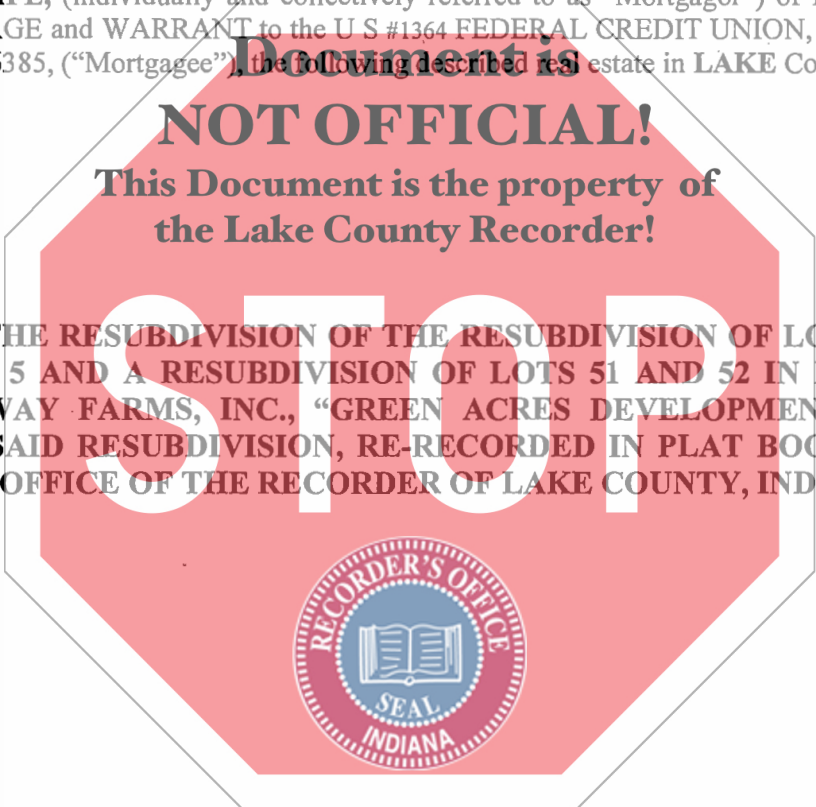 (individually and collectively referred to as "Mortgagor") of
GE and WARRANT to the U S #1364 FEDERAL CREDIT UNION,
385, ("Mortgagee"), the following described real estate in LAKE Co
Document is
NOT OFFICIAL!
This Document is the property of
the Lake County Recorder!
HE RESUBDIVISION OF THE RESUBDIVISION OF LO
5 AND A RESUBDIVISION OF LOTS 51 AND 52 IN
WAY FARMS, INC., "GREEN ACRES DEVELOPMEN
SAID RESUBDIVISION, RE-RECORDED IN PLAT BOO
OFFICE OF THE RECORDER OF LAKE COUNTY, IND
STOP
RECORDER'S OFFICE
SEAL
INDIANA